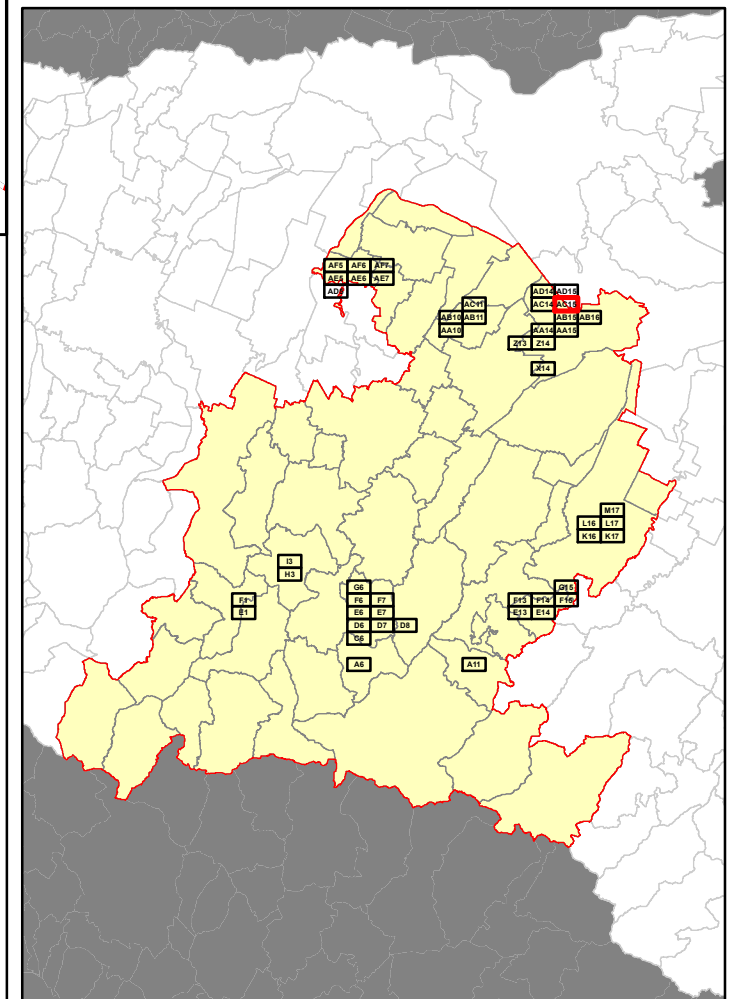 AF5 AF6 AF7
AE5 AE6 AE7
AD5
AD14 AD15
AC11 AC14 AC15
AB10 AB11 AB15 AB16
AA10 AA14 AA15
Z13 Z14
X14
M17
L16 L17
K16 K17
I3
H3
G6 G15
F1 F6 F7 F13 F14 F15
E1 E6 E7 E13 E14
D6 D7 D8
C6
A6 A11